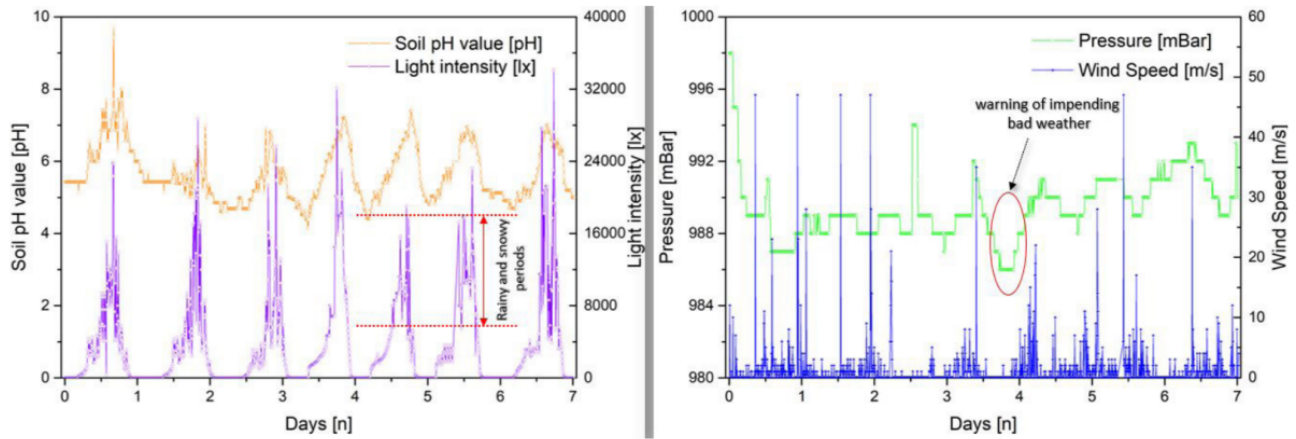 10
8
6
4
2
0
Soil pH value [pH]
Soil pH value [pH]
Light intensity [lx]
40000
32000
24000
16000
8000
0
Light intensity [lx]
Rainy and snowy
periods
0 1 2 3 4 5 6 7
Days [n]
1000
996
992
988
984
980
Pressure [mBar]
Pressure [mBar]
Wind Speed [m/s]
warning of impending
bad weather
60
50
40
30
20
10
0
Wind Speed [m/s]
0 1 2 3 4 5 6 7
Days [n]